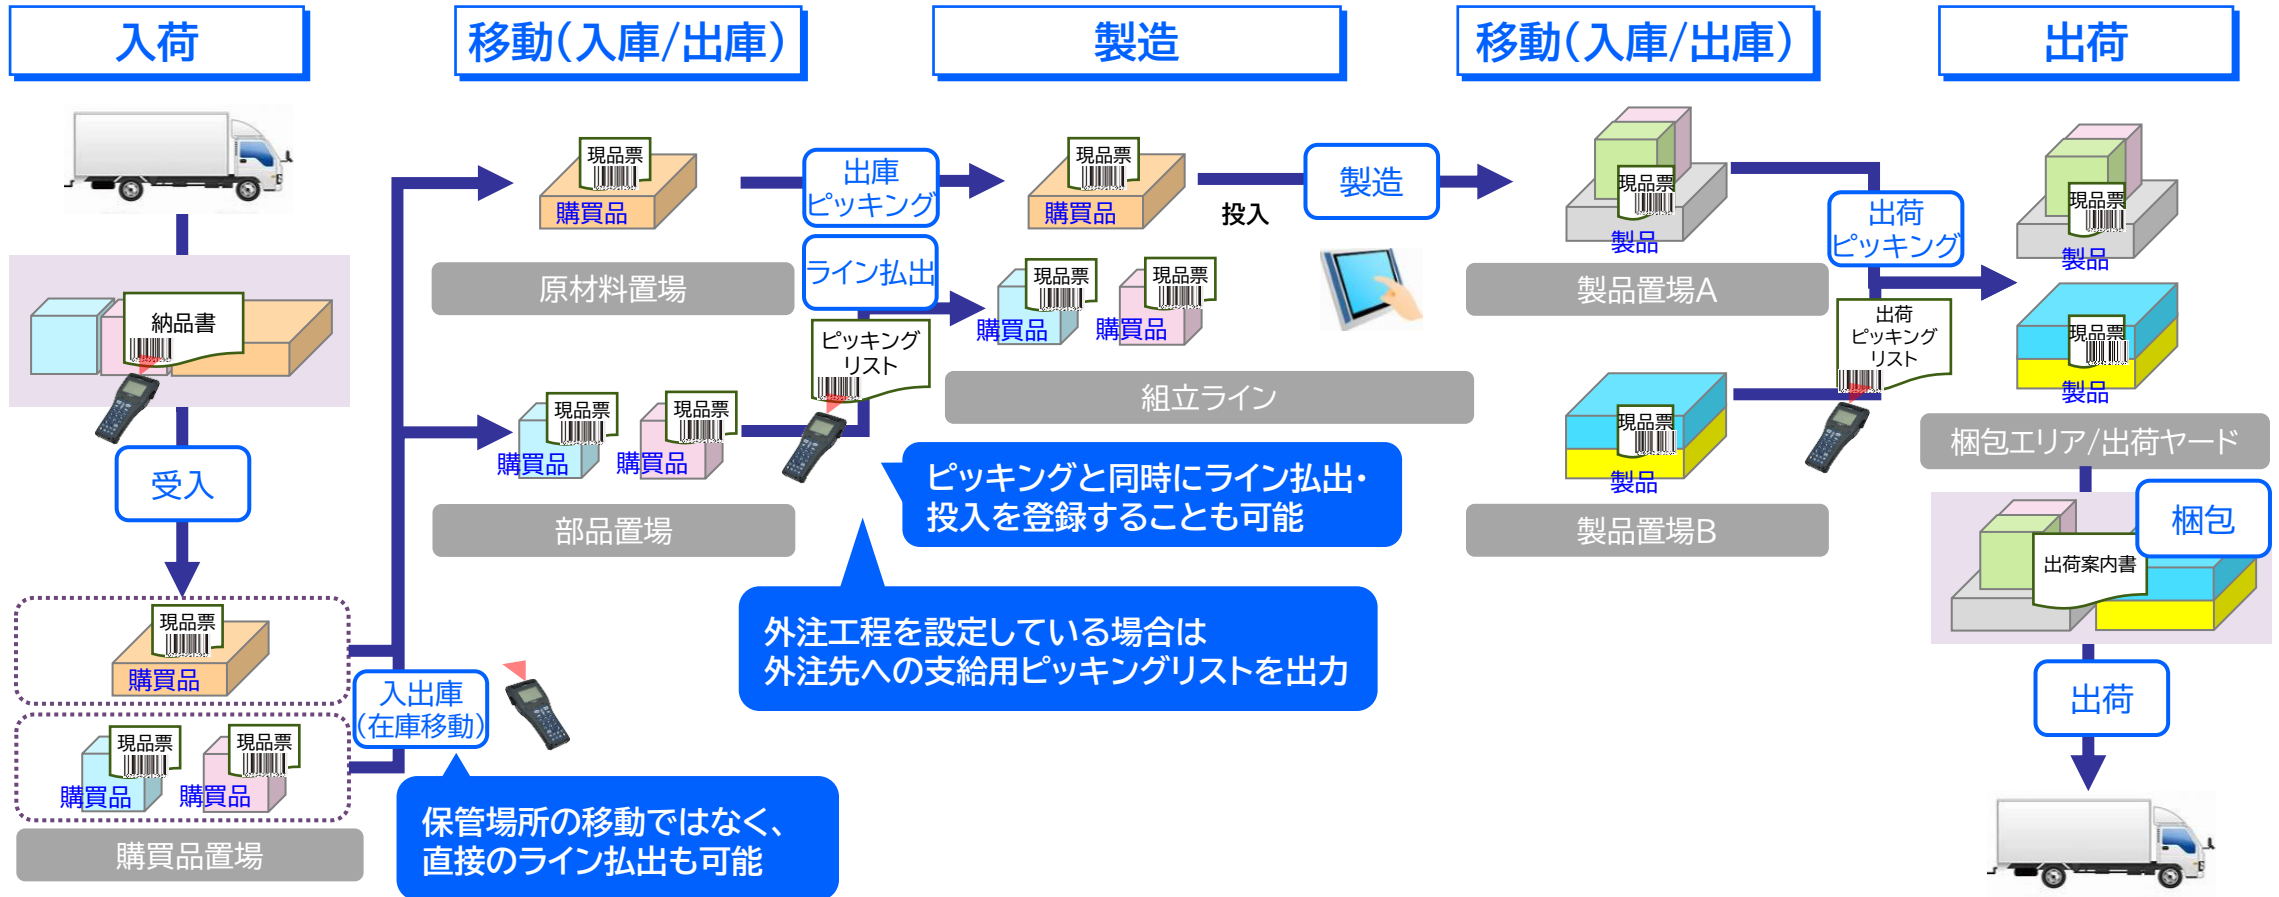 入荷
移動(入庫/出庫)
製造
移動(入庫/出庫)
出荷
納品書
受入
現品票
購買品
現品票
購買品
現品票
購買品
購買品置場
入出庫
(在庫移動)
保管場所の移動ではなく、
直接のライン払出も可能
現品票
購買品
原材料置場
現品票
購買品
現品票
購買品
部品置場
出庫
ピッキング
ライン払出
ピッキング
リスト
ピッキングと同時にライン払出・
投入を登録することも可能
外注工程を設定している場合は
外注先への支給用ピッキングリストを出力
現品票
購買品
現品票
購買品
現品票
購買品
組立ライン
投入
製造
現品票
製品
製品置場A
現品票
製品
製品置場B
出荷
ピッキング
出荷
ピッキング
リスト
現品票
製品
現品票
製品
梱包エリア/出荷ヤード
梱包
出荷案内書
出荷